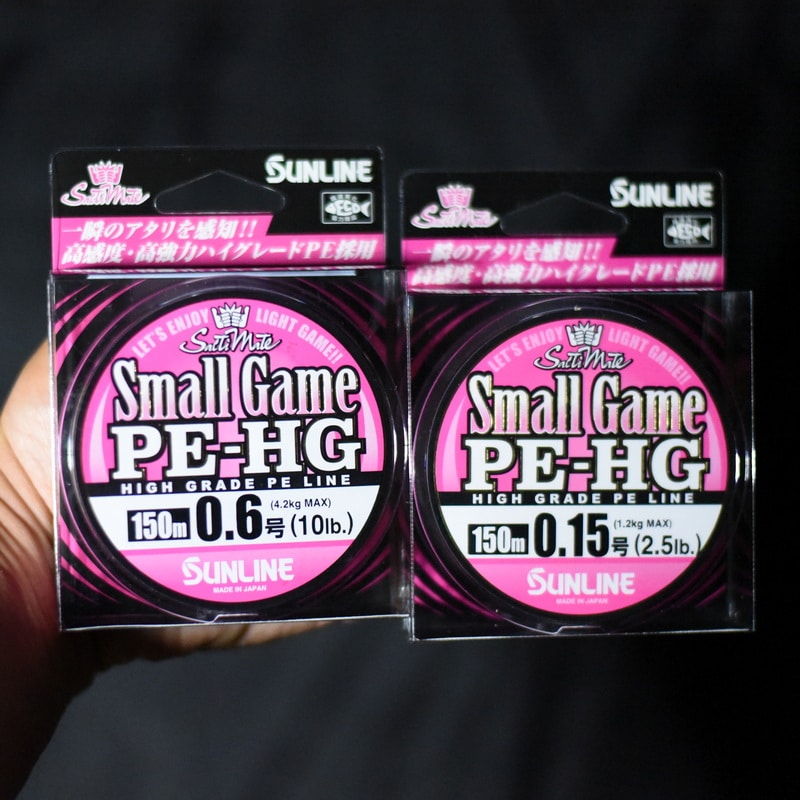 SaltiMate
SUNLINE
FECO
一瞬のアタリを感知!!
高感度・高強力ハイグレードPE採用
LET'S ENJOY LIGHT GAME!!
SaltiMate
Small Game
PE-HG
HIGH GRADE PE LINE
(4.2kg MAX)
150m 0.6号(10lb.)
SUNLINE
MADE IN JAPAN
SaltiMate
SUNLINE
FECO
一瞬のアタリを感知!!
高感度・高強力ハイグレードPE採用
LET'S ENJOY LIGHT GAME!!
SaltiMate
Small Game
PE-HG
HIGH GRADE PE LINE
(1.2kg MAX)
150m 0.15号(2.5lb.)
SUNLINE
MADE IN JAPAN